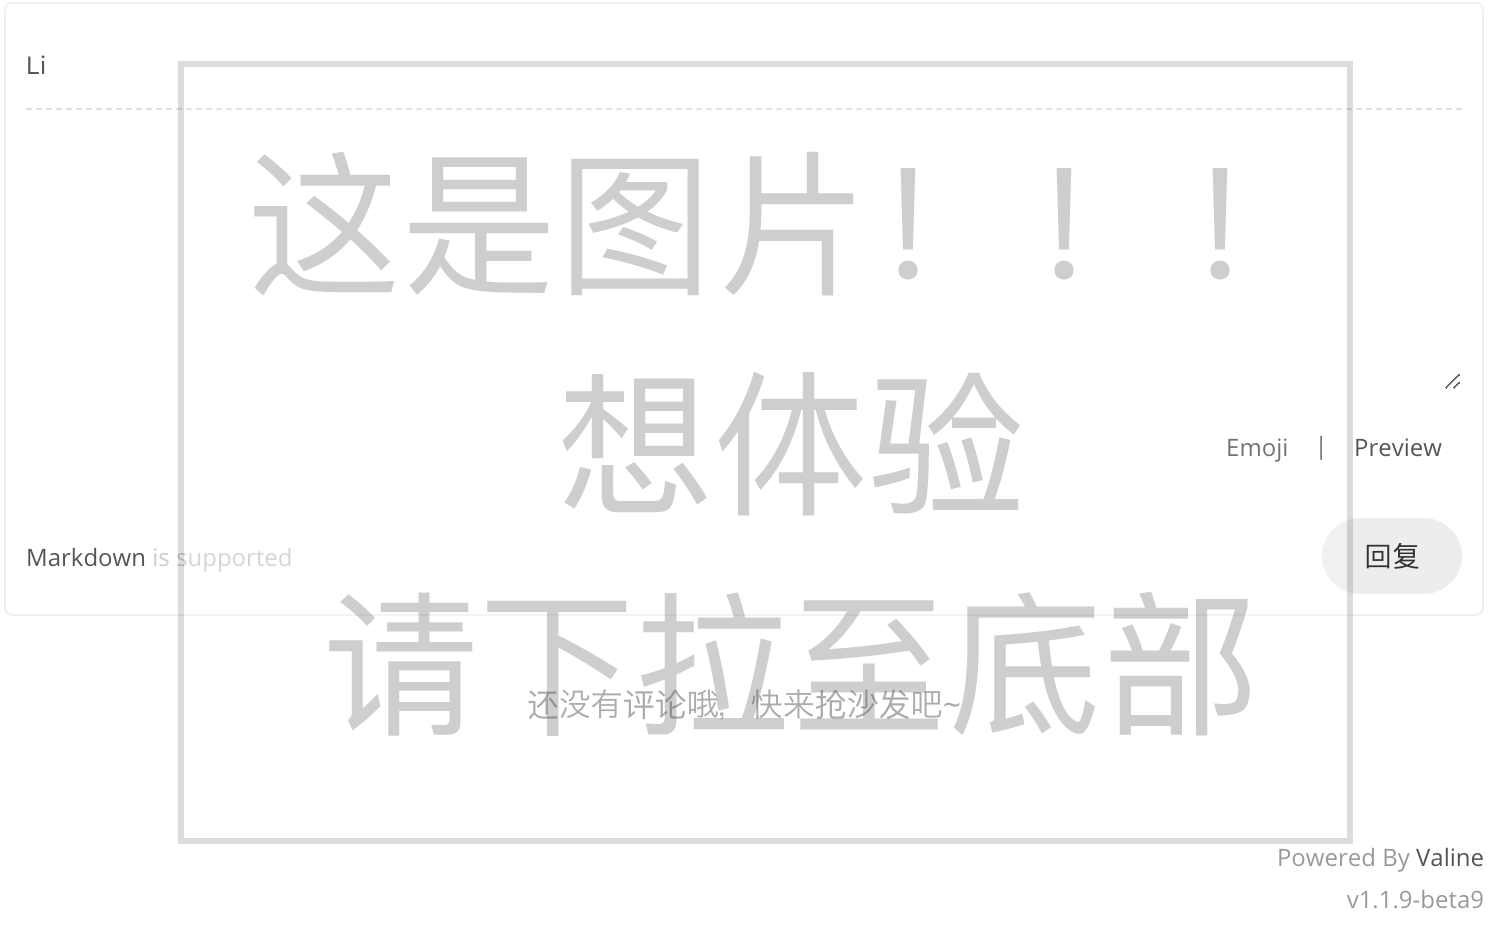 Li
这是图片！！！
想体验
Emoji | Preview
Markdown is supported
回复
请下拉至底部
还没有评论哦，快来抢沙发吧~
Powered By Valine
v1.1.9-beta9